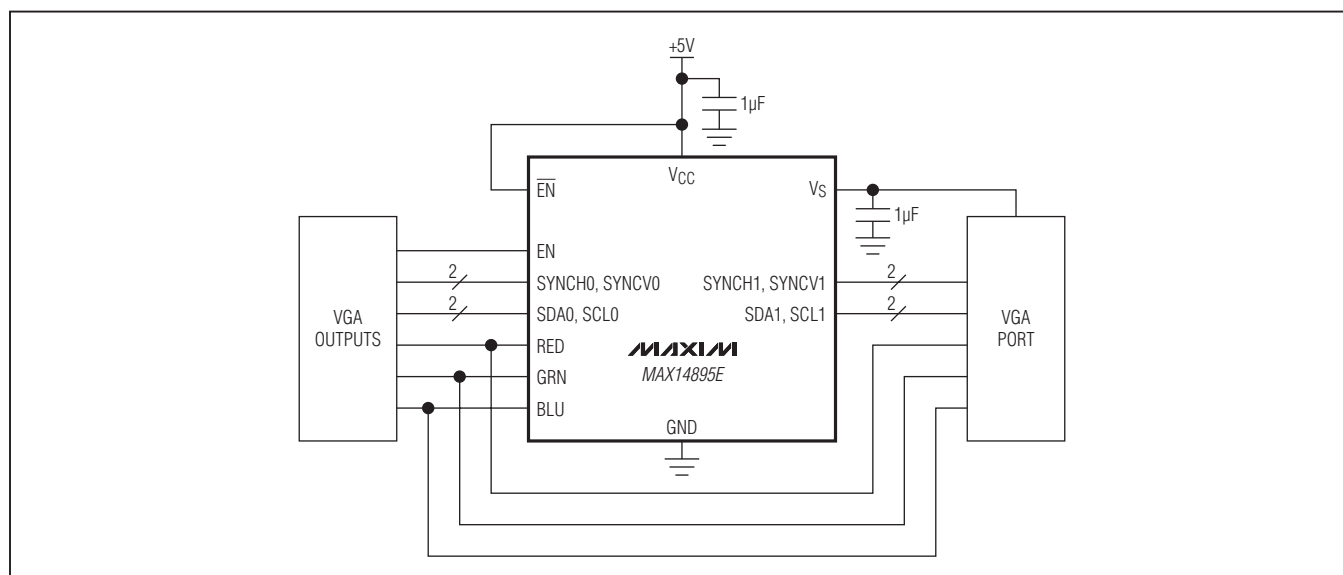 +5V
1µF
VCC
EN
VS
1µF
EN
SYNCH0, SYNCV0
SYNCH1, SYNCV1
2
2
SDA0, SCL0
SDA1, SCL1
2
2
VGA
OUTPUTS
VGA
PORT
RED
MAXIM
MAX14895E
GRN
BLU
GND